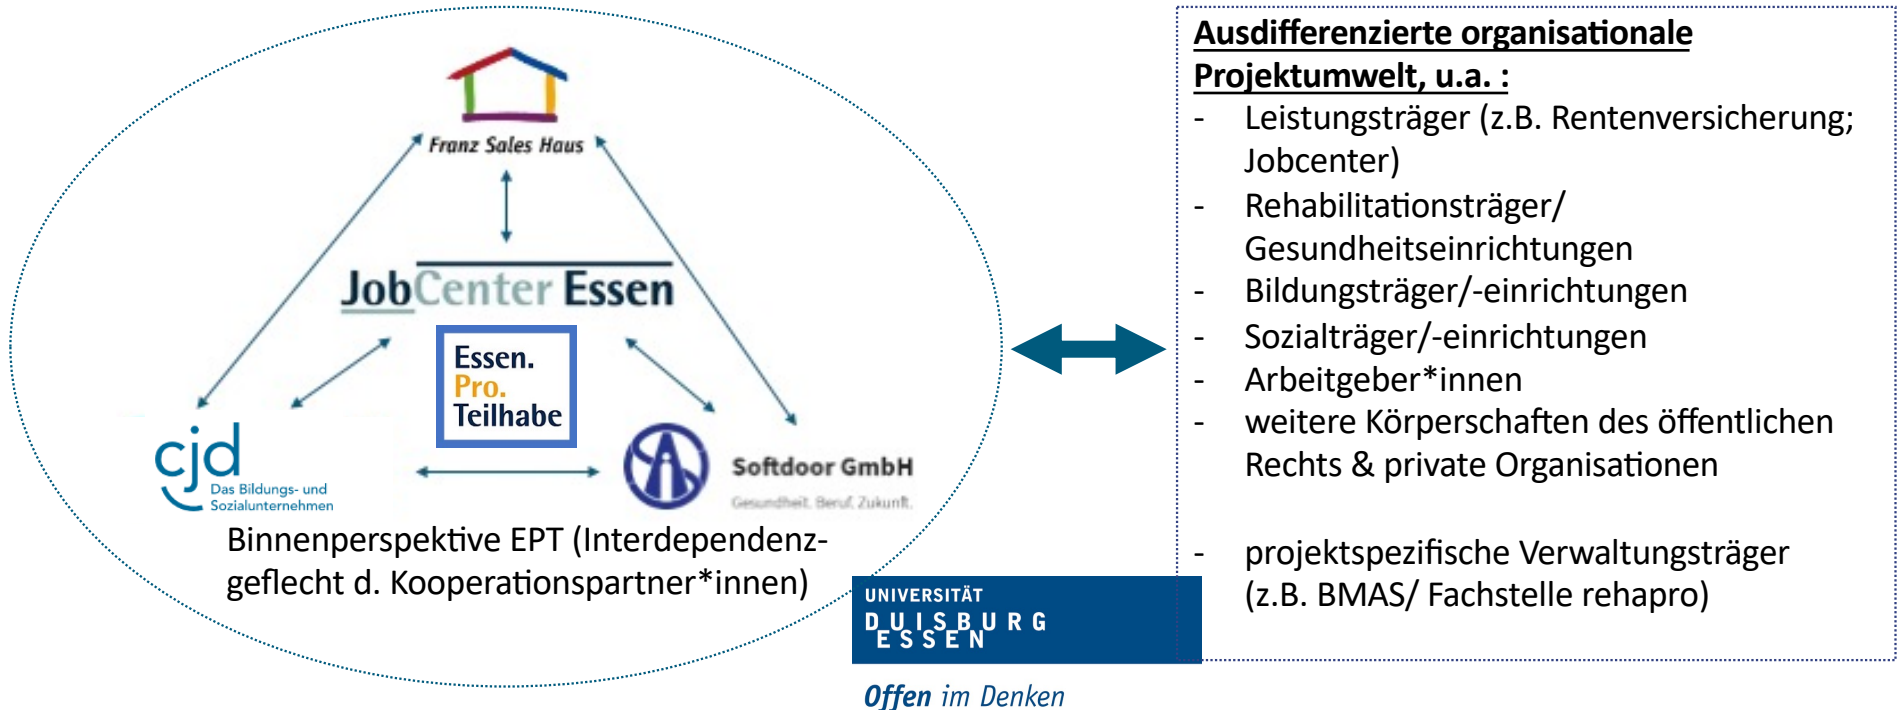 Franz Sales Haus
JobCenter Essen
Essen.
Pro.
Teilhabe
cjd
Das Bildungs- und
Sozialunternehmen
Softdoor GmbH
Gesundheit. Beruf. Zukunft.
Binnenperspektive EPT (Interdependenz-
geflecht d. Kooperationspartner*innen)
UNIVERSITÄT
DUISBURG
ESSEN
Offen im Denken
Ausdifferenzierte organisationale
Projektumwelt, u.a. :
- Leistungsträger (z.B. Rentenversicherung;
Jobcenter)
- Rehabilitationsträger/
Gesundheitseinrichtungen
- Bildungsträger/-einrichtungen
- Sozialträger/-einrichtungen
- Arbeitgeber*innen
- weitere Körperschaften des öffentlichen
Rechts & private Organisationen
- projektspezifische Verwaltungsträger
(z.B. BMAS/ Fachstelle rehapro)